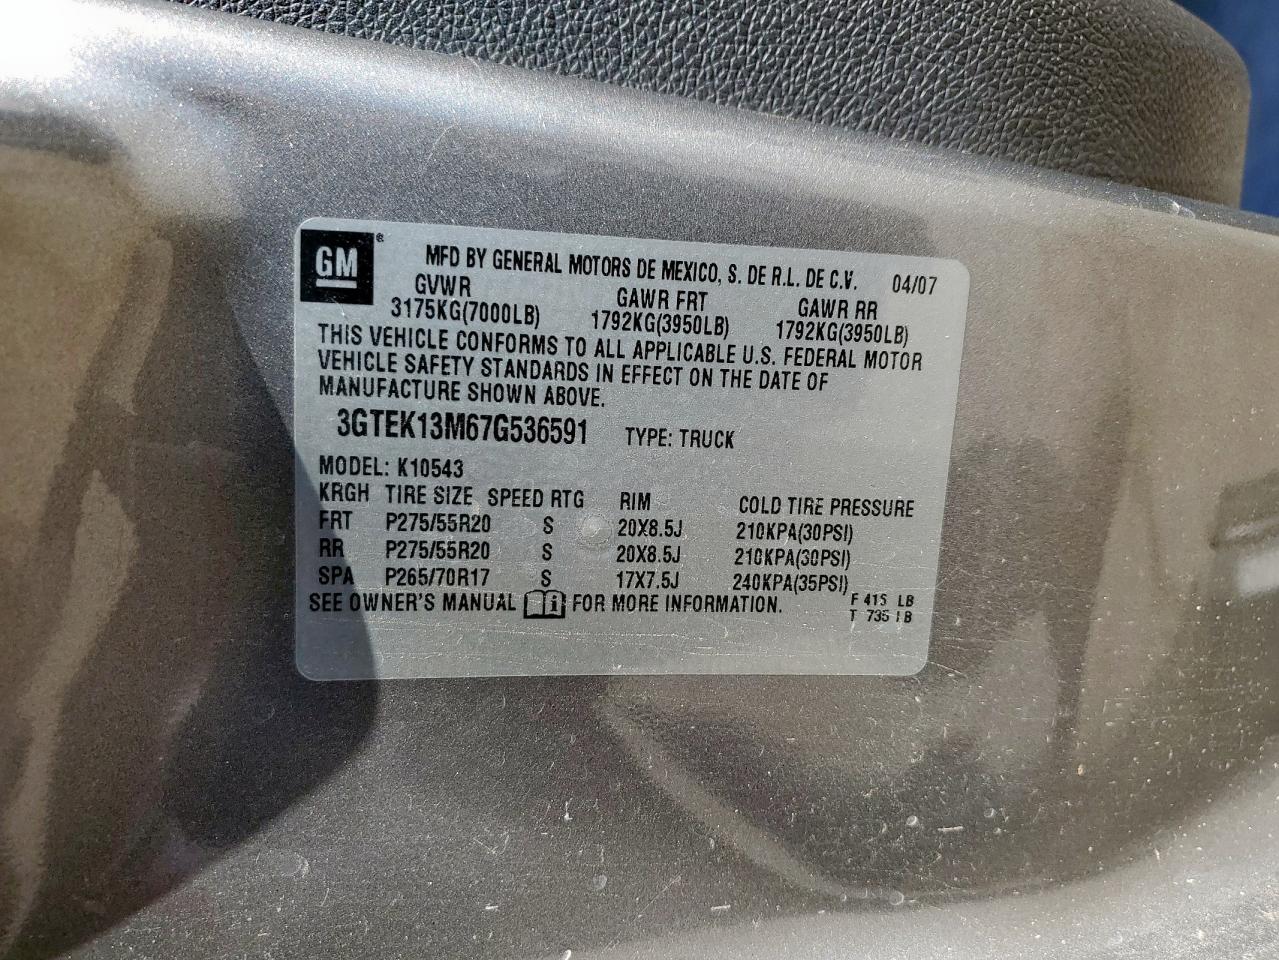 GM®
MFD BY GENERAL MOTORS DE MEXICO, S. DE R.L. DE C.V. 04/07
GVWR GAWR FRT GAWR RR
3175KG(7000LB) 1792KG(3950LB) 1792KG(3950LB)
THIS VEHICLE CONFORMS TO ALL APPLICABLE U.S. FEDERAL MOTOR
VEHICLE SAFETY STANDARDS IN EFFECT ON THE DATE OF
MANUFACTURE SHOWN ABOVE.
3GTEK13M67G536591 TYPE: TRUCK
MODEL: K10543
KRGH TIRE SIZE SPEED RTG RIM COLD TIRE PRESSURE
FRT P275/55R20 S 20X8.5J 210KPA(30PSI)
RR P275/55R20 S 20X8.5J 210KPA(30PSI)
SPA P265/70R17 S 17X7.5J 240KPA(35PSI)
SEE OWNER'S MANUAL i FOR MORE INFORMATION.
F 415 LB
T 735 LB